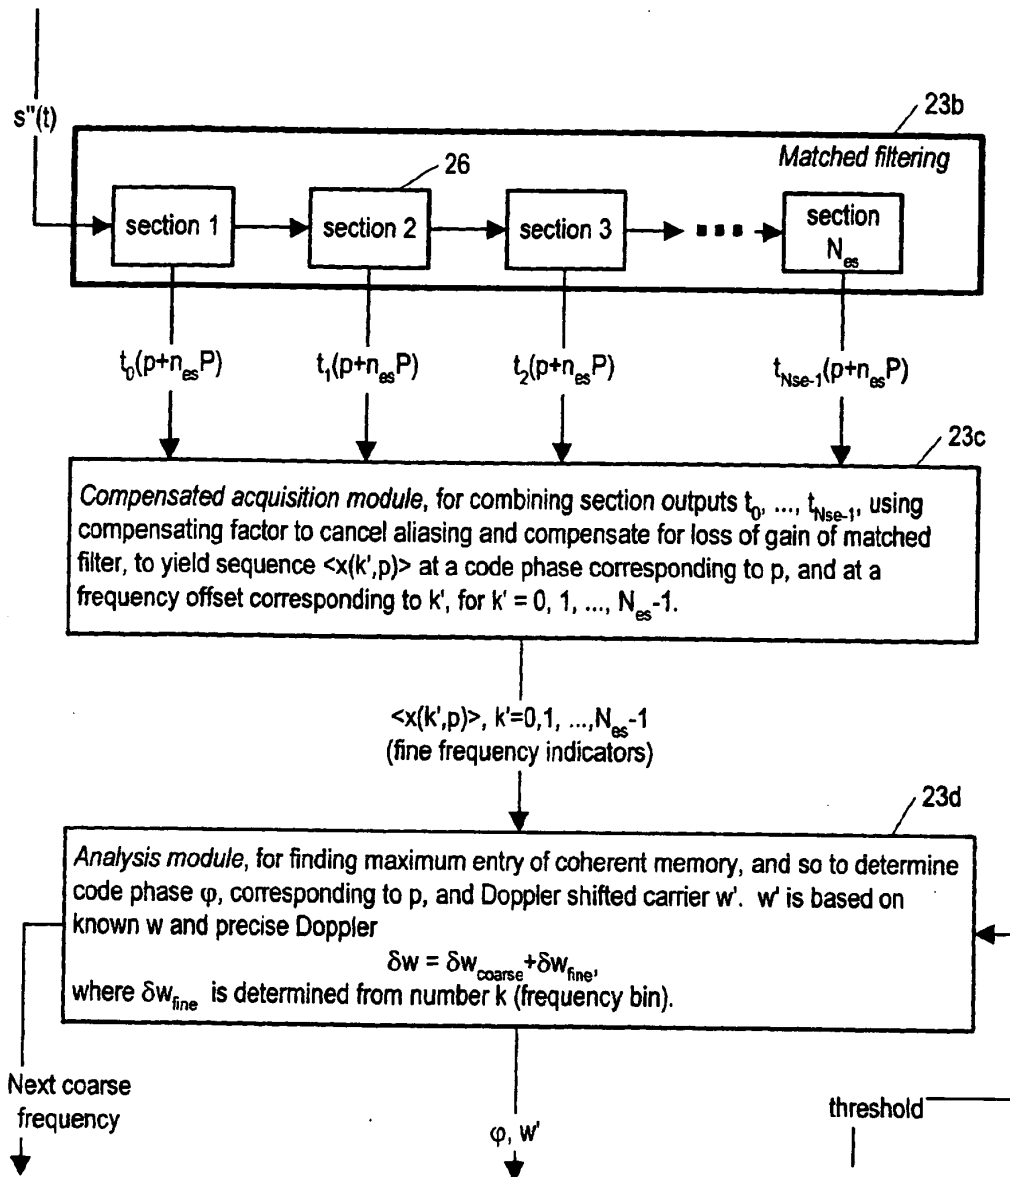 s"(t)
23b
Matched filtering
26
section 1
section 2
section 3
section
N_es
t_0(p+n_es P)
t_1(p+n_es P)
t_2(p+n_es P)
t_Nse-1(p+n_es P)
23c
Compensated acquisition module, for combining section outputs t_0, ..., t_Nse-1, using
compensating factor to cancel aliasing and compensate for loss of gain of matched
filter, to yield sequence <x(k',p)> at a code phase corresponding to p, and at a
frequency offset corresponding to k', for k' = 0, 1, ..., N_es-1.
<x(k',p)>, k'=0,1, ...,N_es-1
(fine frequency indicators)
23d
Analysis module, for finding maximum entry of coherent memory, and so to determine
code phase φ, corresponding to p, and Doppler shifted carrier w'. w' is based on
known w and precise Doppler
δw = δw_coarse+δw_fine,
where δw_fine is determined from number k (frequency bin).
Next coarse
frequency
φ, w'
threshold